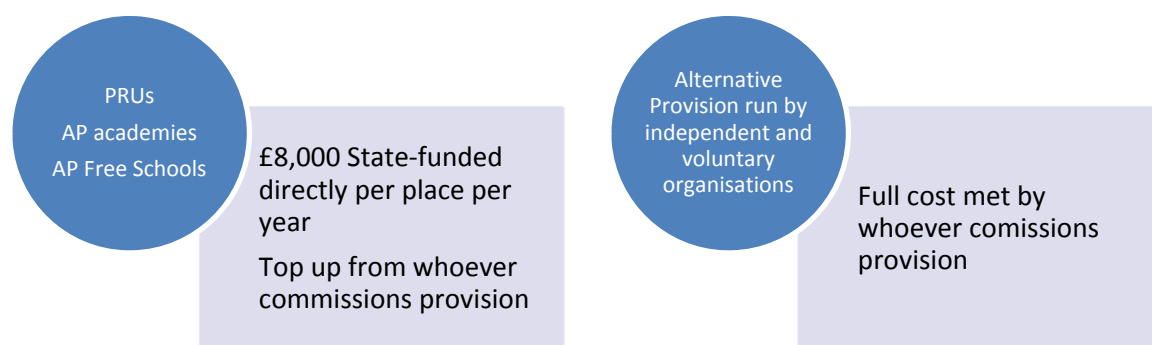 PRUs
AP academies
AP Free Schools
£8,000 State-funded
directly per place per
year
Top up from whoever
commissions provision
Alternative
Provision run by
independent and
voluntary
organisations
Full cost met by
whoever comissions
provision